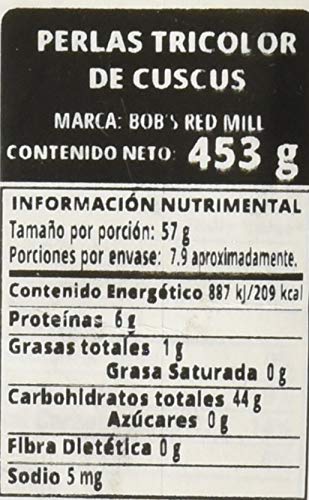 PERLAS TRICOLOR
DE CUSCUS
MARCA: BOB'S RED MILL
CONTENIDO NETO: 453 g
INFORMACIÓN NUTRIMENTAL
Tamaño por porción: 57 g
Porciones por envase: 7.9 aproximadamente.
Contenido Energético 887 kJ/209 kcal
Proteínas 6 g
Grasas totales 1 g
Grasa Saturada 0 g
Carbohidratos totales 44 g
Azúcares 0 g
Fibra Dietética 0 g
Sodio 5 mg